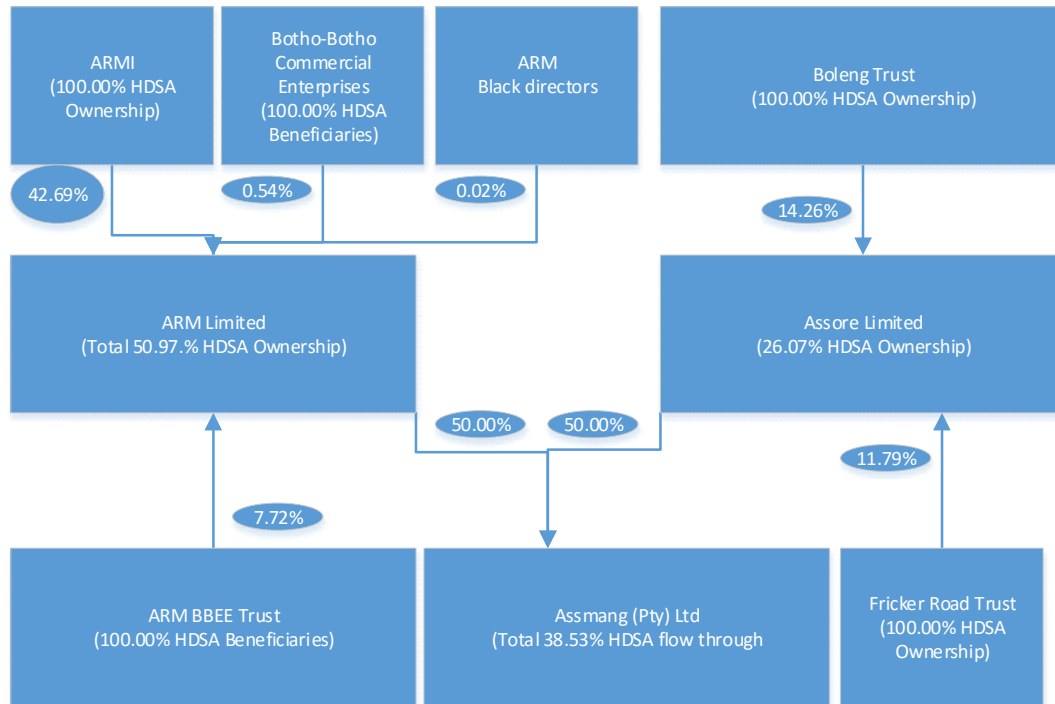 ARMI
(100.00% HDSA
Ownership)
Botho-Botho
Commercial
Enterprises
(100.00% HDSA
Beneficiaries)
ARM
Black directors
Boleng Trust
(100.00% HDSA Ownership)
42.69%
0.54%
0.02%
14.26%
ARM Limited
(Total 50.97.% HDSA Ownership)
Assore Limited
(26.07% HDSA Ownership)
50.00%
50.00%
11.79%
7.72%
ARM BBEE Trust
(100.00% HDSA Beneficiaries)
Assmang (Pty) Ltd
(Total 38.53% HDSA flow through
Fricker Road Trust
(100.00% HDSA
Ownership)